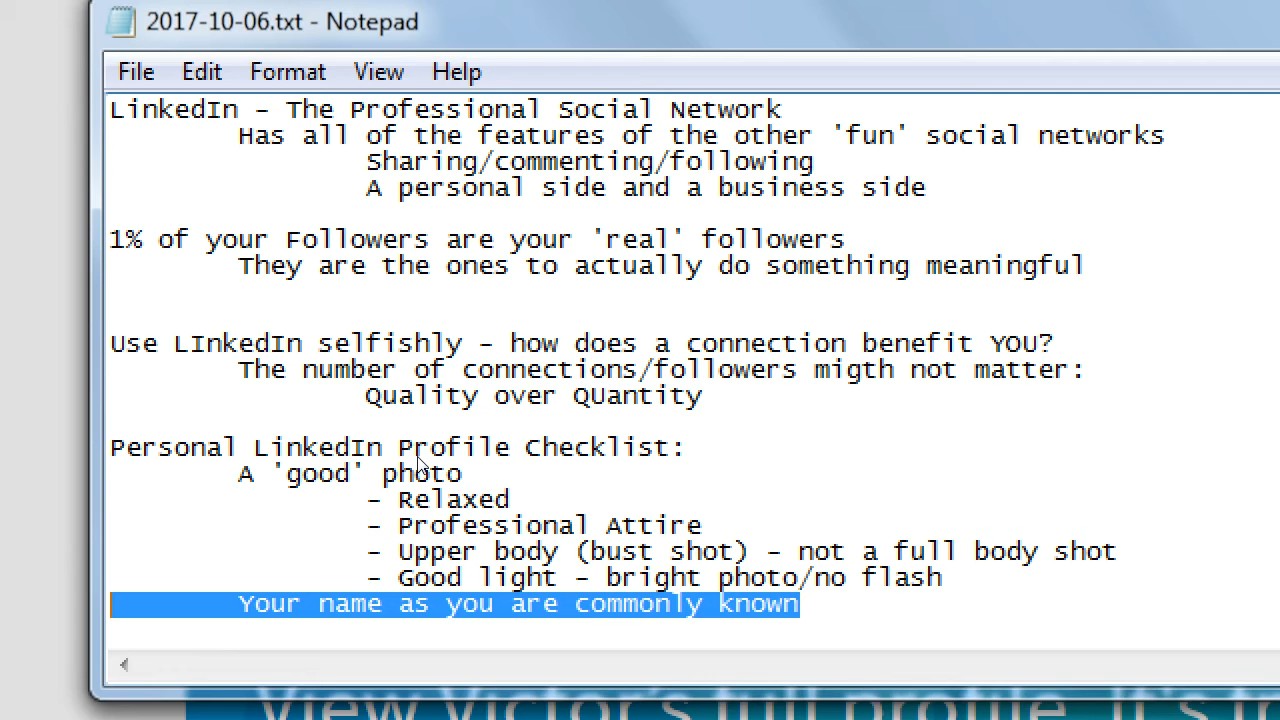 2017-10-06.txt - Notepad
File Edit Format View Help
LinkedIn - The Professional Social Network
Has all of the features of the other 'fun' social networks
Sharing/commenting/following
A personal side and a business side
1% of your Followers are your 'real' followers
They are the ones to actually do something meaningful
Use LInkedIn selfishly - how does a connection benefit YOU?
The number of connections/followers migth not matter:
Quality over QUantity
Personal LinkedIn Profile Checklist:
A 'good' photo
- Relaxed
- Professional Attire
- Upper body (bust shot) - not a full body shot
- Good light - bright photo/no flash
Your name as you are commonly known
View Victor's full profile. It's